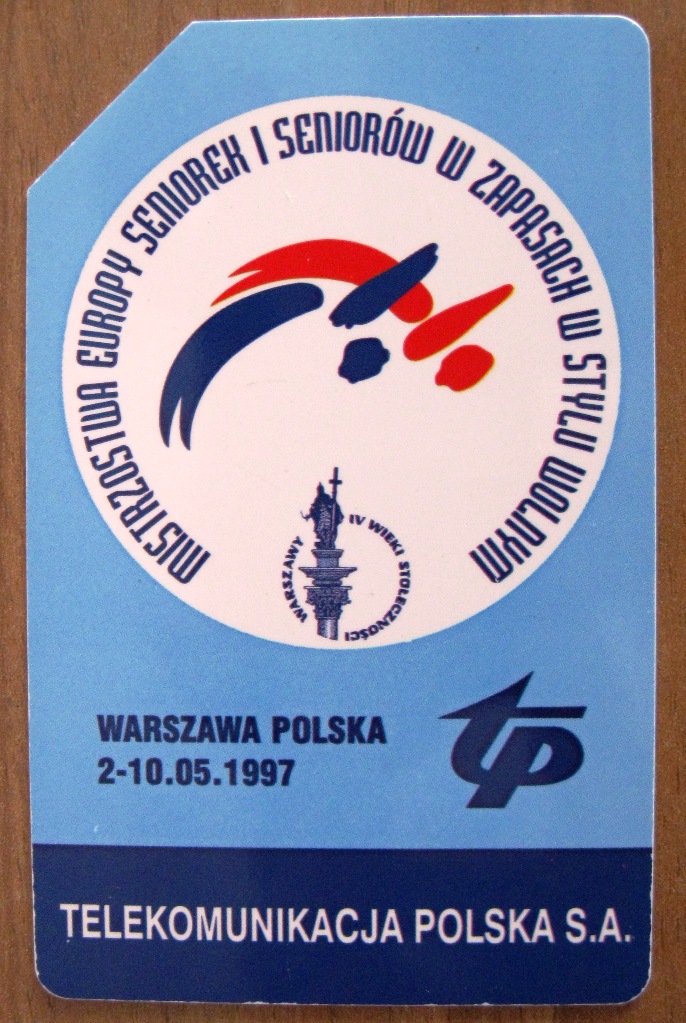 MISTRZOSTWA EUROPY SENIOREK I SENIORÓW W ZAPASACH W STYLU WOLNYM
IV WIEKI STOŁECZNOŚCI
WARSZAWY
WARSZAWA POLSKA
2-10.05.1997
tp
TELEKOMUNIKACJA POLSKA S.A.